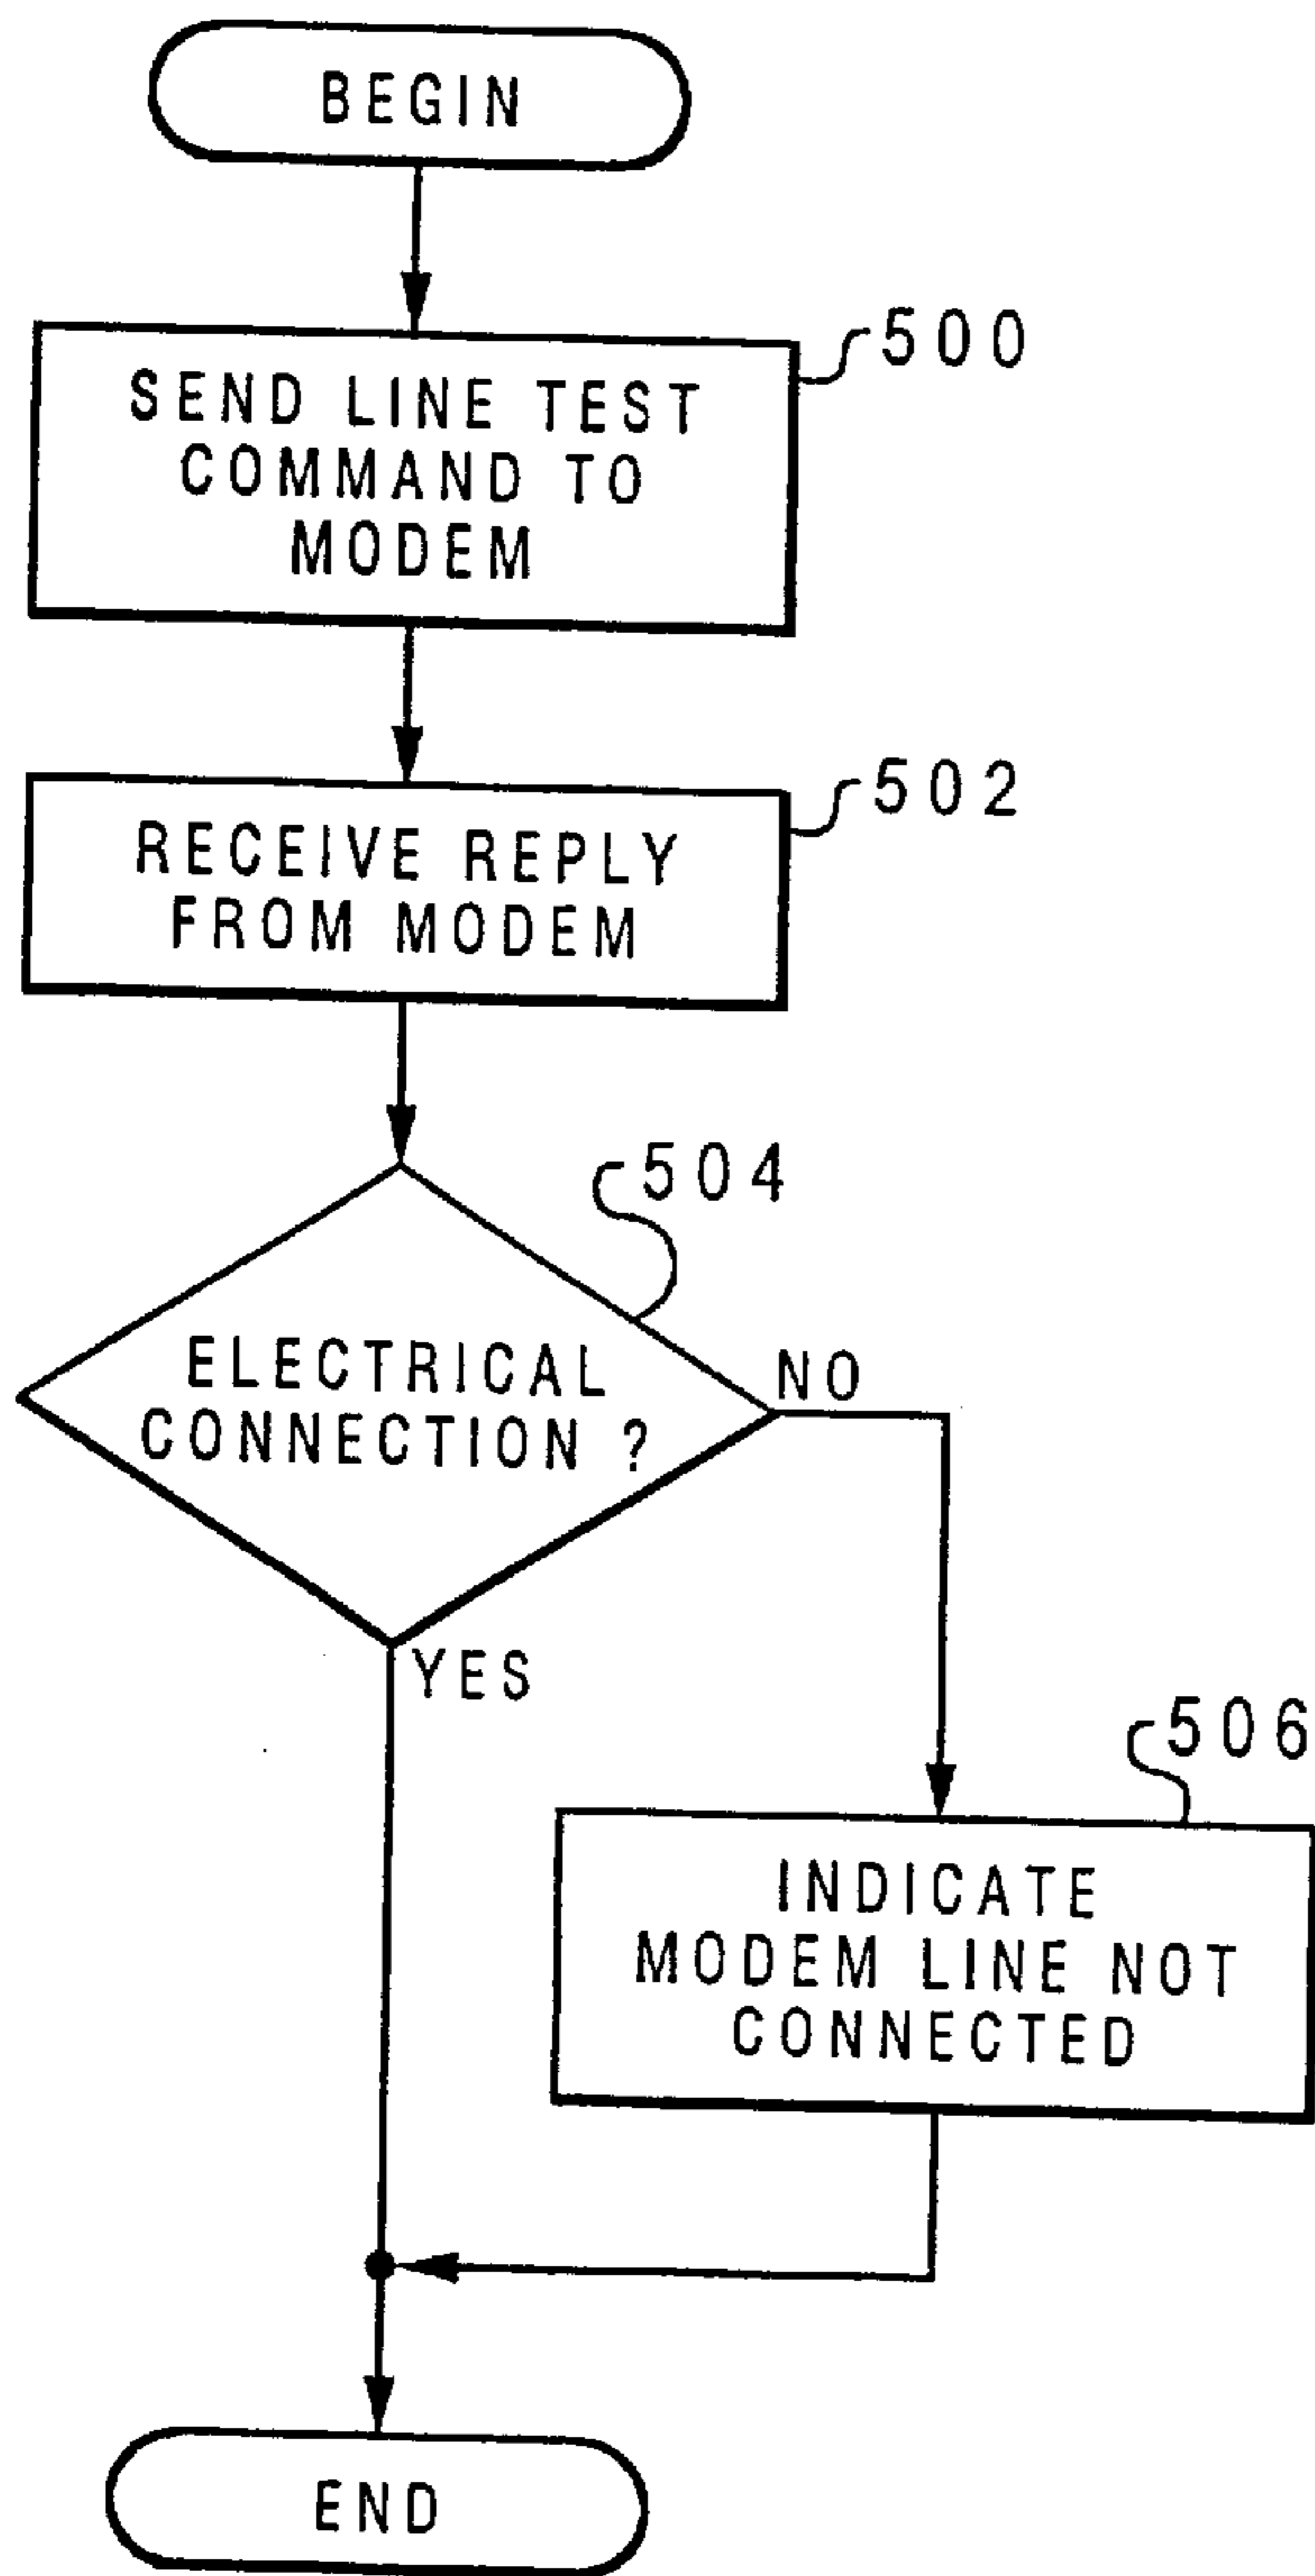 BEGIN
500
SEND LINE TEST
COMMAND TO
MODEM
502
RECEIVE REPLY
FROM MODEM
504
ELECTRICAL
CONNECTION ?
NO
YES
506
INDICATE
MODEM LINE NOT
CONNECTED
END